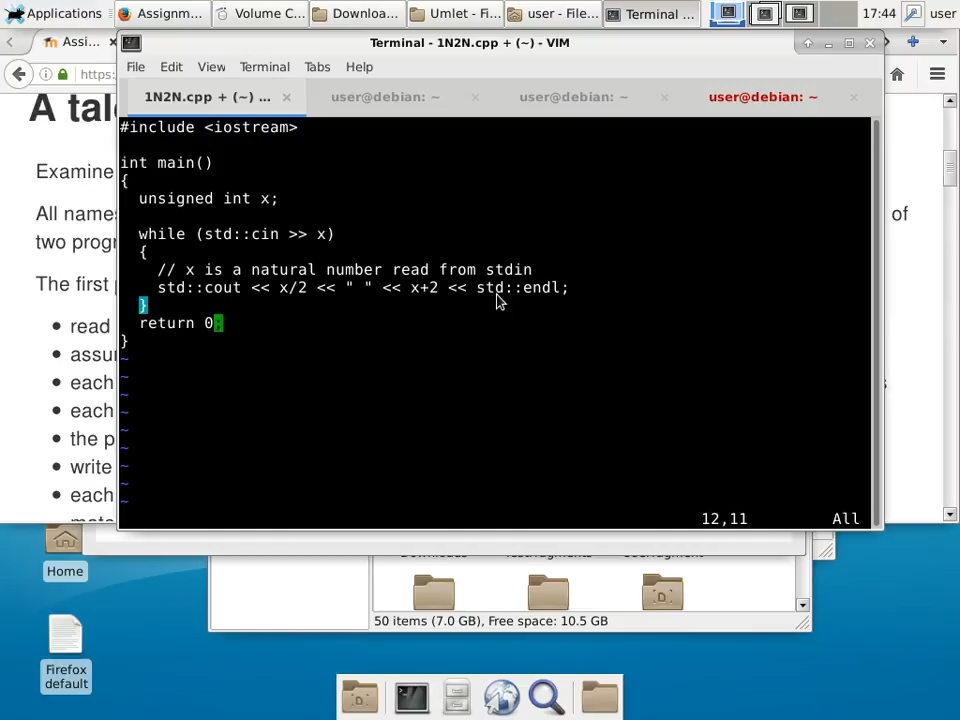 Applications
Assignm...
Volume C...
Downloa...
Umlet - Fi...
user - File...
Terminal ...
17:44
user
Assi...
https:
Terminal - 1N2N.cpp + (~) - VIM
File Edit View Terminal Tabs Help
1N2N.cpp + (~) ...
user@debian: ~
user@debian: ~
user@debian: ~
#include <iostream>
int main()
{
unsigned int x;
while (std::cin >> x)
{
// x is a natural number read from stdin
std::cout << x/2 << " " << x+2 << std::endl;
}
return 0;
}
~
~
~
~
~
~
~
~
~
12,11 All
A tal
Examine
All names
of
two progr
The first
read
assu
each
each
the p
write
each
Home
Firefox
default
50 items (7.0 GB), Free space: 10.5 GB